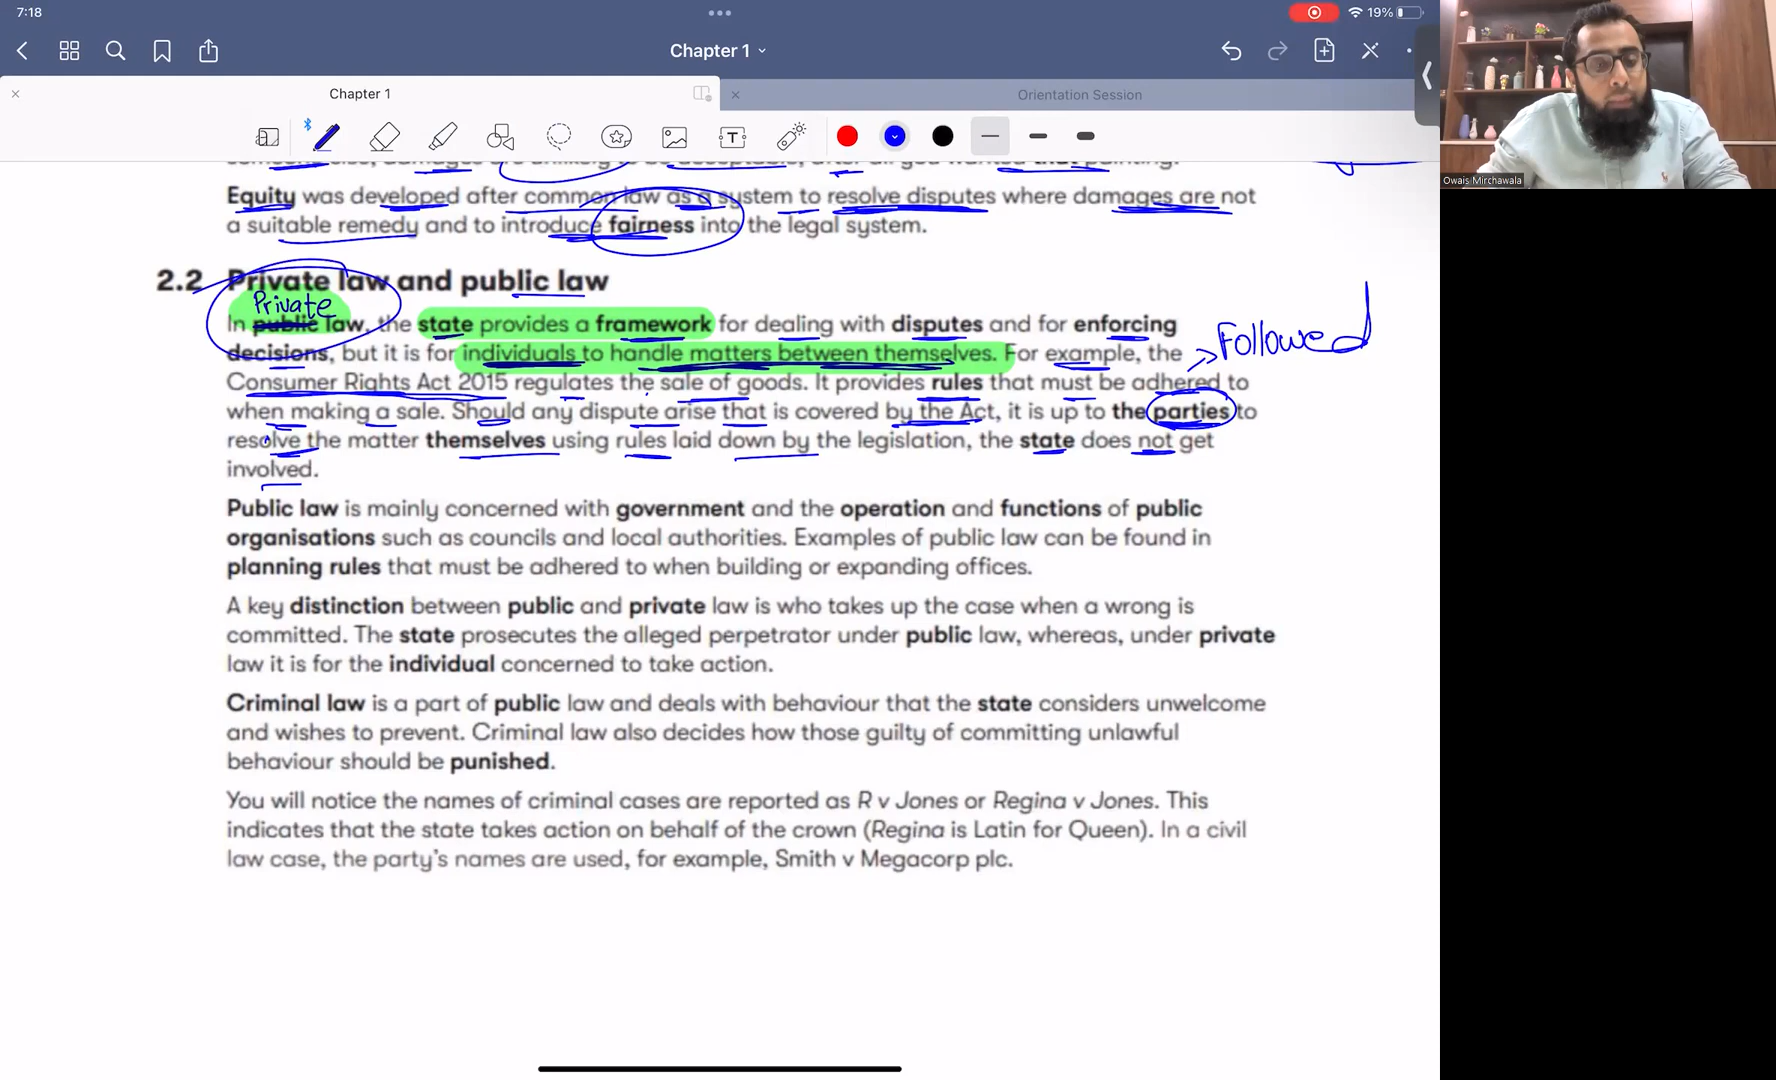 7:18
19%
Chapter 1
Chapter 1
Orientation Session
T
Owais Mirchawala
Equity was developed after common law as a system to resolve disputes where damages are not
a suitable remedy and to introduce fairness into the legal system.
2.2 Private law and public law
Private
In public law, the state provides a framework for dealing with disputes and for enforcing
Followed
decisions, but it is for individuals to handle matters between themselves. For example, the
Consumer Rights Act 2015 regulates the sale of goods. It provides rules that must be adhered to
when making a sale. Should any dispute arise that is covered by the Act, it is up to the parties to
resolve the matter themselves using rules laid down by the legislation, the state does not get
involved.
Public law is mainly concerned with government and the operation and functions of public
organisations such as councils and local authorities. Examples of public law can be found in
planning rules that must be adhered to when building or expanding offices.
A key distinction between public and private law is who takes up the case when a wrong is
committed. The state prosecutes the alleged perpetrator under public law, whereas, under private
law it is for the individual concerned to take action.
Criminal law is a part of public law and deals with behaviour that the state considers unwelcome
and wishes to prevent. Criminal law also decides how those guilty of committing unlawful
behaviour should be punished.
You will notice the names of criminal cases are reported as R v Jones or Regina v Jones. This
indicates that the state takes action on behalf of the crown (Regina is Latin for Queen). In a civil
law case, the party's names are used, for example, Smith v Megacorp plc.